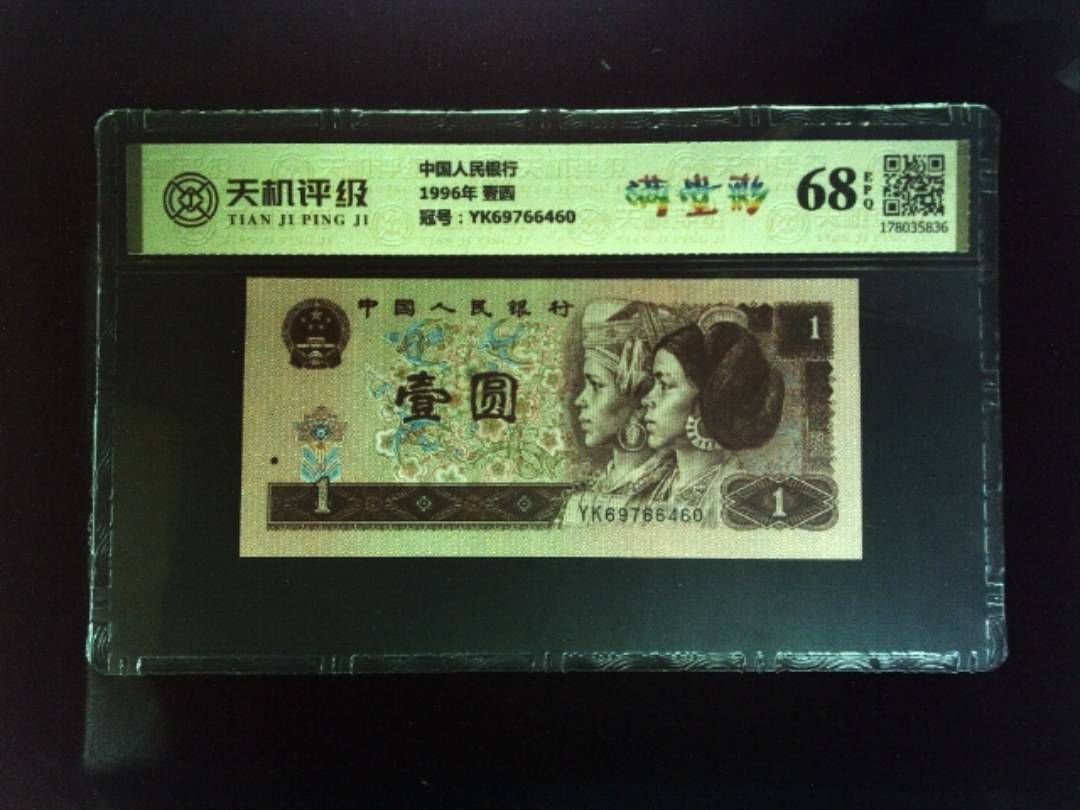 天机评级
TIAN JI PING JI
中国人民银行
1996年 壹圆
冠号：YK69766460
满堂彩
68
EPQ
178035836
中国人民银行
1
壹圆
1
YK69766460
1